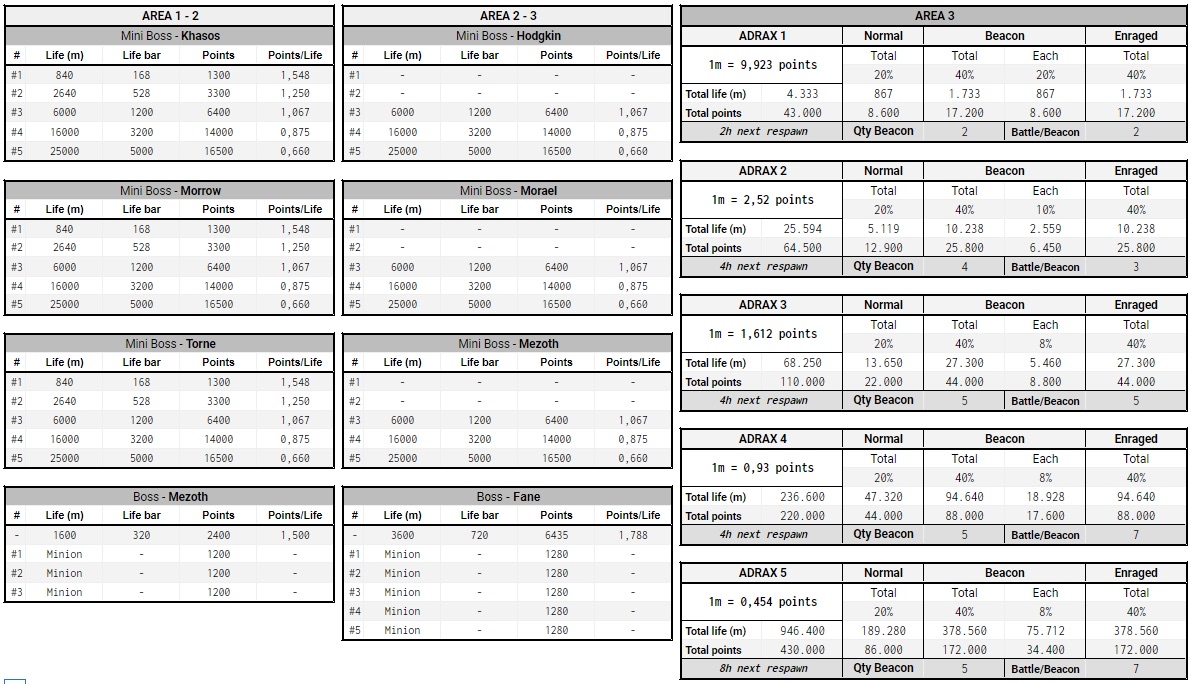 AREA 1 - 2
Mini Boss - Khasos
# Life (m) Life bar Points Points/Life
#1 840 168 1300 1,548
#2 2640 528 3300 1,250
#3 6000 1200 6400 1,067
#4 16000 3200 14000 0,875
#5 25000 5000 16500 0,660
Mini Boss - Morrow
# Life (m) Life bar Points Points/Life
#1 840 168 1300 1,548
#2 2640 528 3300 1,250
#3 6000 1200 6400 1,067
#4 16000 3200 14000 0,875
#5 25000 5000 16500 0,660
Mini Boss - Torne
# Life (m) Life bar Points Points/Life
#1 840 168 1300 1,548
#2 2640 528 3300 1,250
#3 6000 1200 6400 1,067
#4 16000 3200 14000 0,875
#5 25000 5000 16500 0,660
Boss - Mezoth
# Life (m) Life bar Points Points/Life
- 1600 320 2400 1,500
#1 Minion - 1200 -
#2 Minion - 1200 -
#3 Minion - 1200 -
AREA 2 - 3
Mini Boss - Hodgkin
# Life (m) Life bar Points Points/Life
#1 - - - -
#2 - - - -
#3 6000 1200 6400 1,067
#4 16000 3200 14000 0,875
#5 25000 5000 16500 0,660
Mini Boss - Morael
# Life (m) Life bar Points Points/Life
#1 - - - -
#2 - - - -
#3 6000 1200 6400 1,067
#4 16000 3200 14000 0,875
#5 25000 5000 16500 0,660
Mini Boss - Mezoth
# Life (m) Life bar Points Points/Life
#1 - - - -
#2 - - - -
#3 6000 1200 6400 1,067
#4 16000 3200 14000 0,875
#5 25000 5000 16500 0,660
Boss - Fane
# Life (m) Life bar Points Points/Life
- 3600 720 6435 1,788
#1 Minion - 1280 -
#2 Minion - 1280 -
#3 Minion - 1280 -
#4 Minion - 1280 -
#5 Minion - 1280 -
AREA 3
ADRAX 1 Normal Beacon Enraged
1m = 9,923 points
Total Total Each Total
20% 40% 20% 40%
Total life (m) 4.333 867 1.733 867 1.733
Total points 43.000 8.600 17.200 8.600 17.200
2h next respawn Qty Beacon 2 Battle/Beacon 2
ADRAX 2 Normal Beacon Enraged
1m = 2,52 points
Total Total Each Total
20% 40% 10% 40%
Total life (m) 25.594 5.119 10.238 2.559 10.238
Total points 64.500 12.900 25.800 6.450 25.800
4h next respawn Qty Beacon 4 Battle/Beacon 3
ADRAX 3 Normal Beacon Enraged
1m = 1,612 points
Total Total Each Total
20% 40% 8% 40%
Total life (m) 68.250 13.650 27.300 5.460 27.300
Total points 110.000 22.000 44.000 8.800 44.000
4h next respawn Qty Beacon 5 Battle/Beacon 5
ADRAX 4 Normal Beacon Enraged
1m = 0,93 points
Total Total Each Total
20% 40% 8% 40%
Total life (m) 236.600 47.320 94.640 18.928 94.640
Total points 220.000 44.000 88.000 17.600 88.000
4h next respawn Qty Beacon 5 Battle/Beacon 7
ADRAX 5 Normal Beacon Enraged
1m = 0,454 points
Total Total Each Total
20% 40% 8% 40%
Total life (m) 946.400 189.280 378.560 75.712 378.560
Total points 430.000 86.000 172.000 34.400 172.000
8h next respawn Qty Beacon 5 Battle/Beacon 7